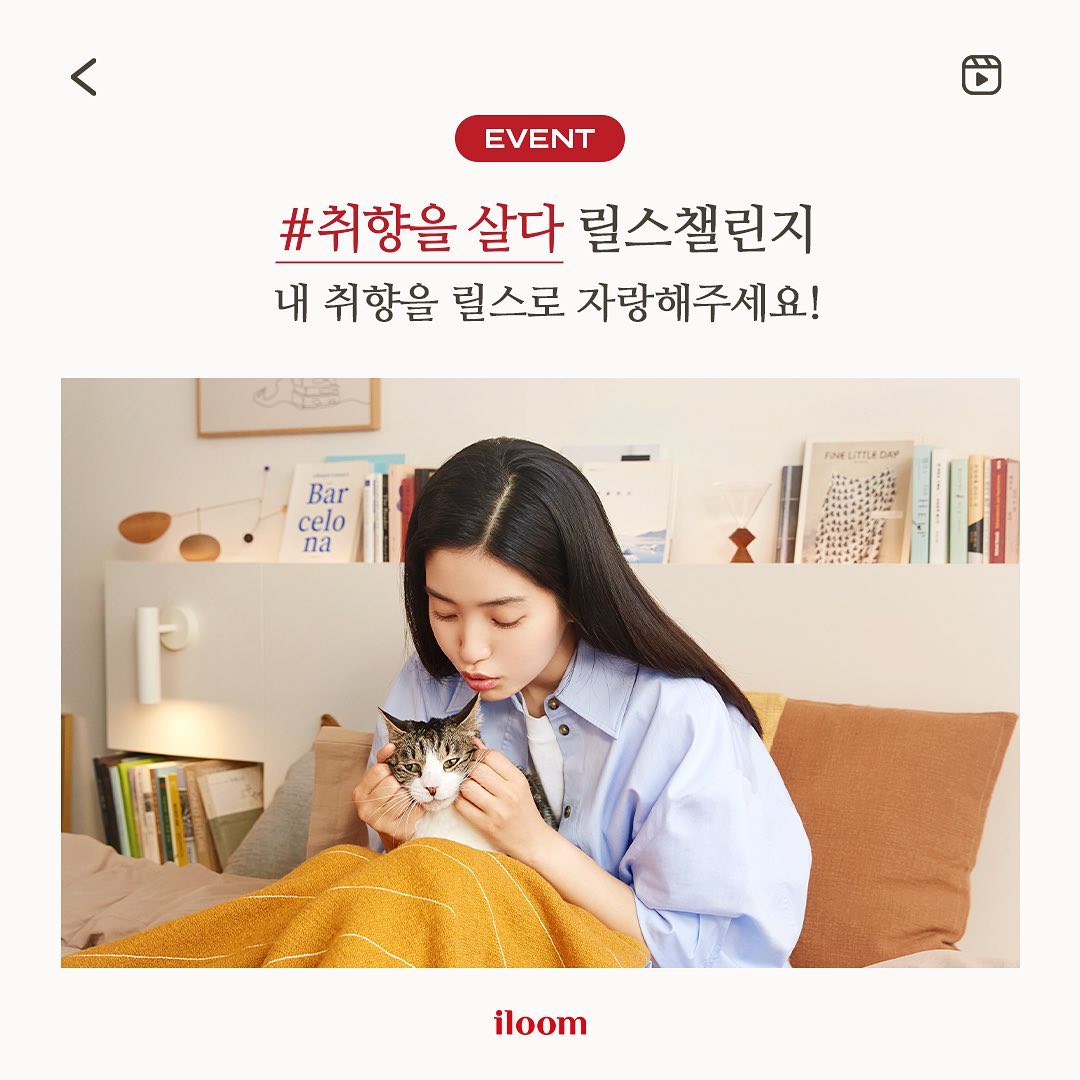 EVENT
#취향을 살다 릴스챌린지
내 취향을 릴스로 자랑해주세요!
Bar
celo
na
FINE LITTLE DAY
iloom